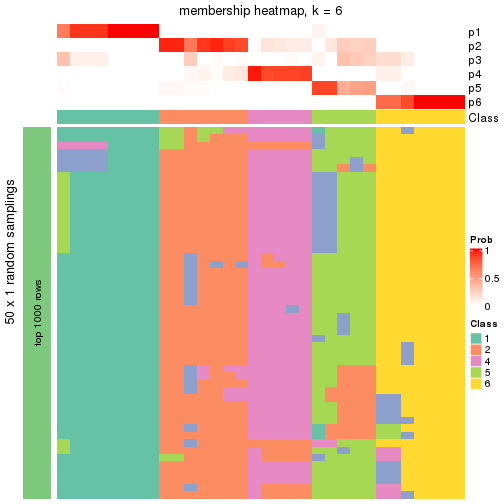 membership heatmap, k = 6
p1
p2
p3
p4
p5
p6
Class
50 x 1 random samplings
top 1000 rows
Prob
1
0.5
0
Class
1
2
4
5
6